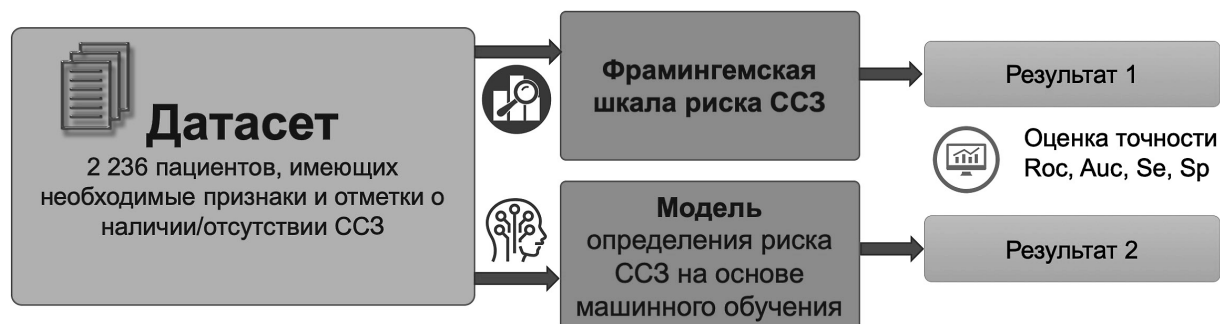 Датасет
2 236 пациентов, имеющих
необходимые признаки и отметки о
наличии/отсутствии ССЗ
Фрамингемская
шкала риска ССЗ
Модель
определения риска
ССЗ на основе
машинного обучения
Результат 1
Оценка точности
Roc, Auc, Se, Sp
Результат 2